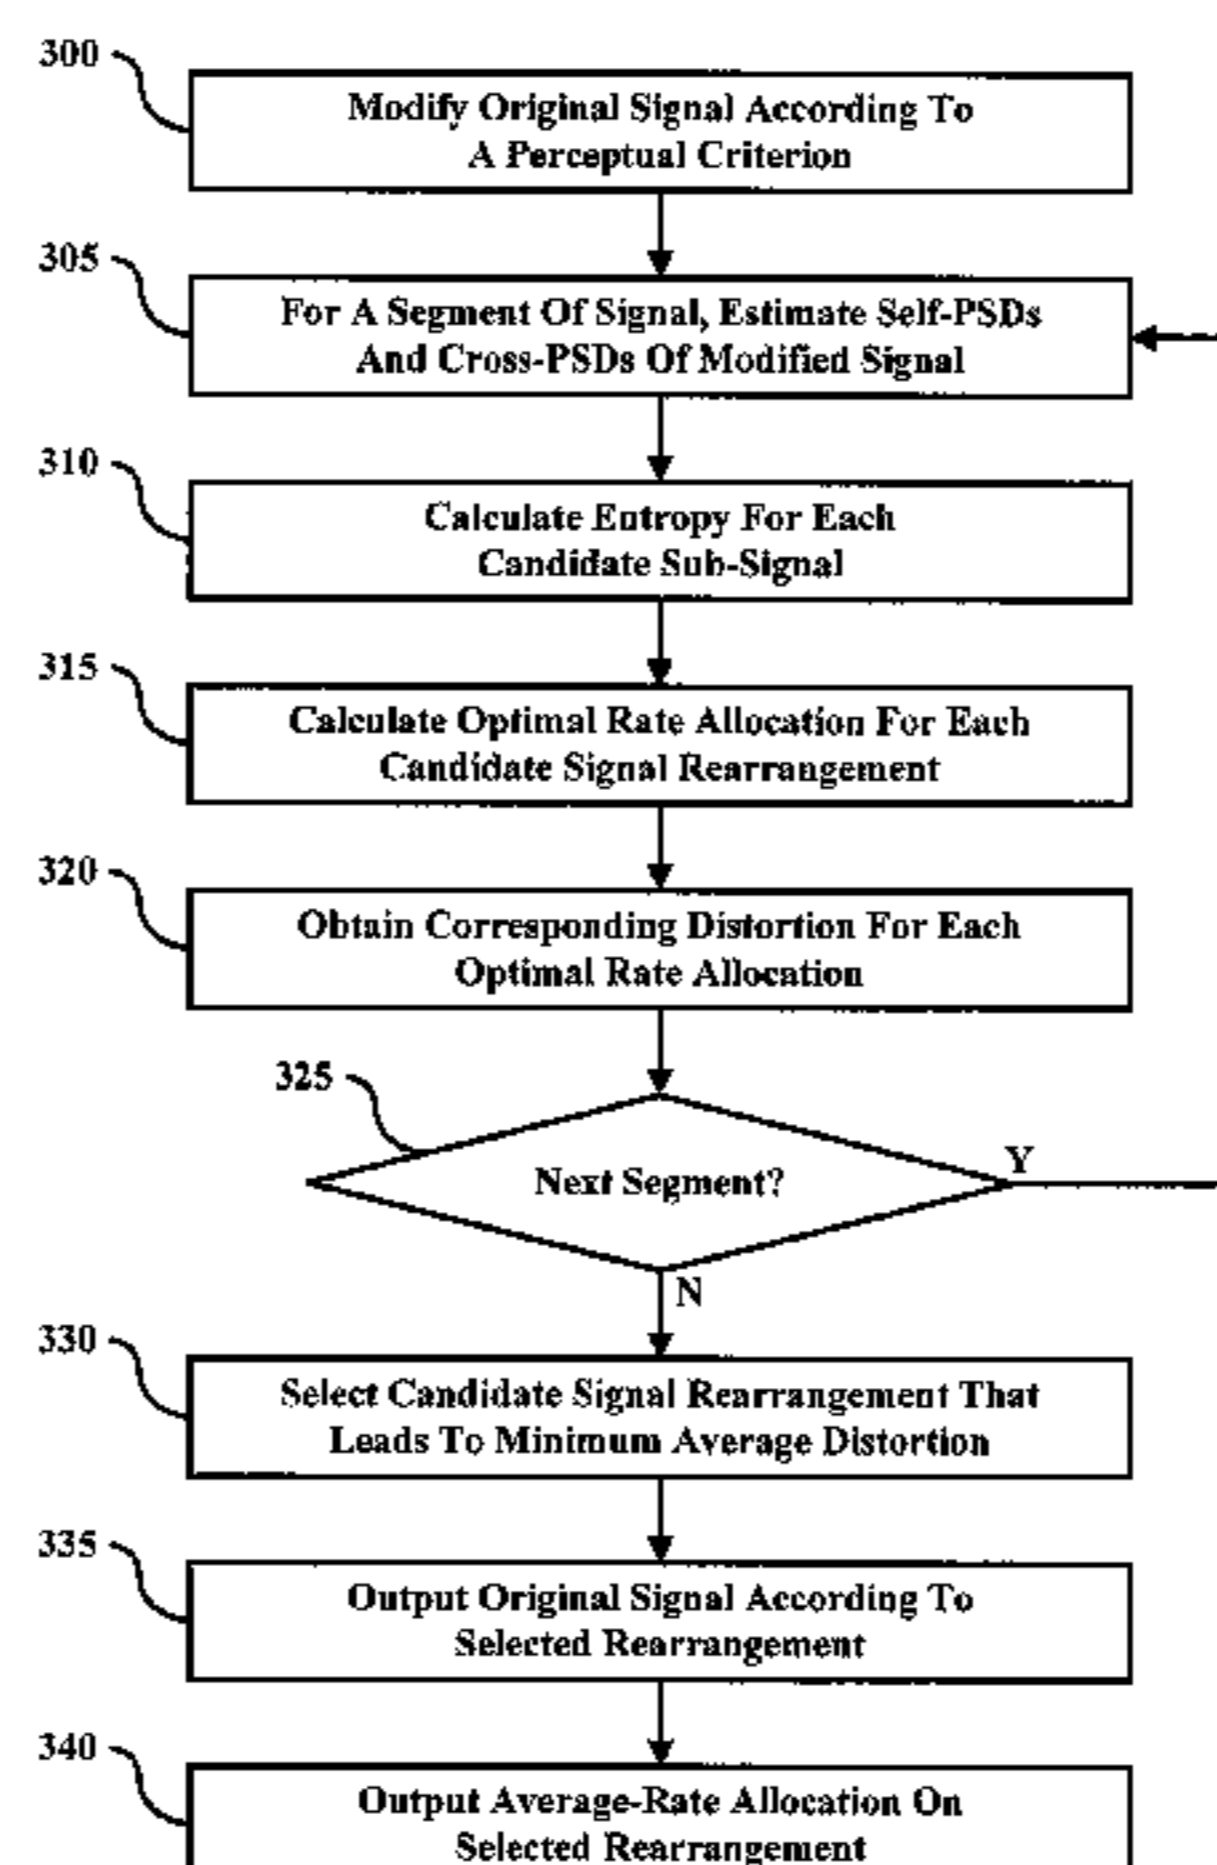 300
Modify Original Signal According To
A Perceptual Criterion
305
For A Segment Of Signal, Estimate Self-PSDs
And Cross-PSDs Of Modified Signal
310
Calculate Entropy For Each
Candidate Sub-Signal
315
Calculate Optimal Rate Allocation For Each
Candidate Signal Rearrangement
320
Obtain Corresponding Distortion For Each
Optimal Rate Allocation
325
Next Segment?
Y
N
330
Select Candidate Signal Rearrangement That
Leads To Minimum Average Distortion
335
Output Original Signal According To
Selected Rearrangement
340
Output Average-Rate Allocation On
Selected Rearrangement